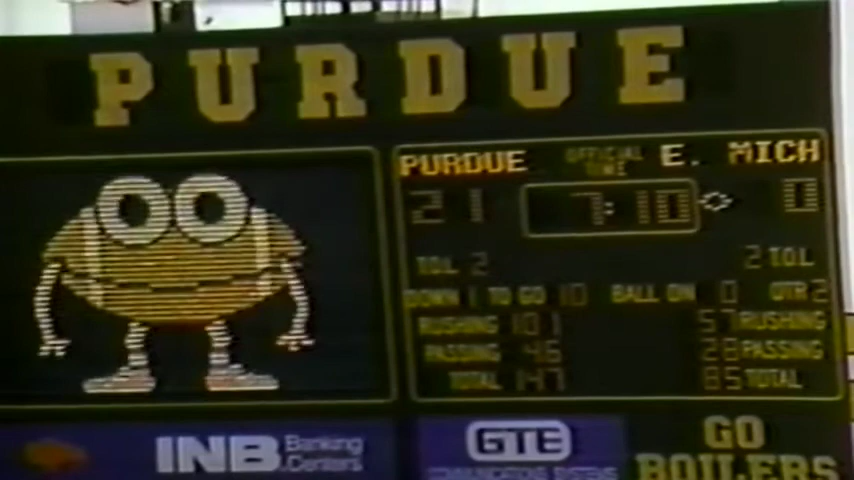 PURDUE
PURDUE OFFICIAL TIME E. MICH
21 7:10 0
TOL 2 2 TOL
DOWN 1 TO GO 10 BALL ON 0 QTR 2
RUSHING 101 57 RUSHING
PASSING 46 28 PASSING
TOTAL 147 85 TOTAL
INB Banking Centers
GTE
COMMUNICATIONS SYSTEMS
GO
BOILERS